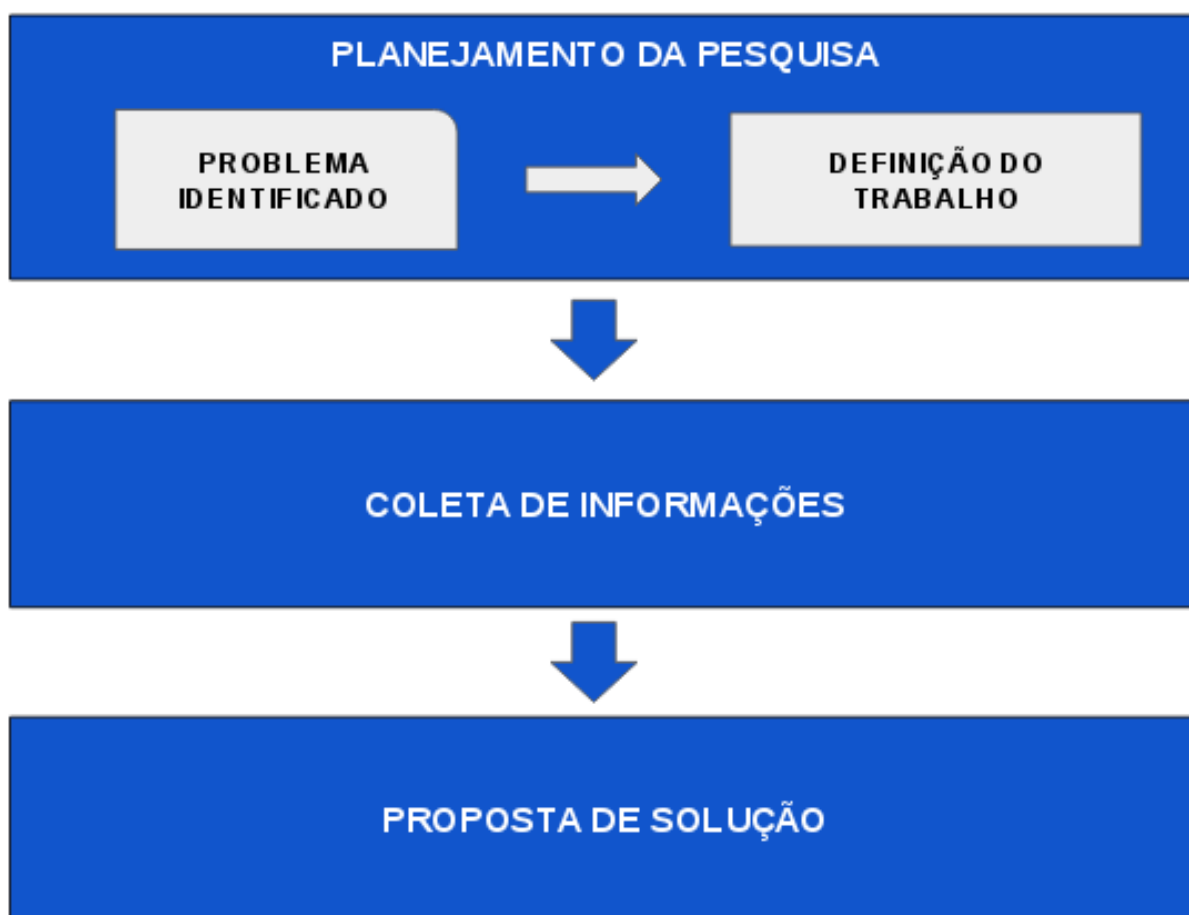 PLANEJAMENTO DA PESQUISA
PROBLEMA
IDENTIFICADO
DEFINIÇÃO DO
TRABALHO
COLETA DE INFORMAÇÕES
PROPOSTA DE SOLUÇÃO